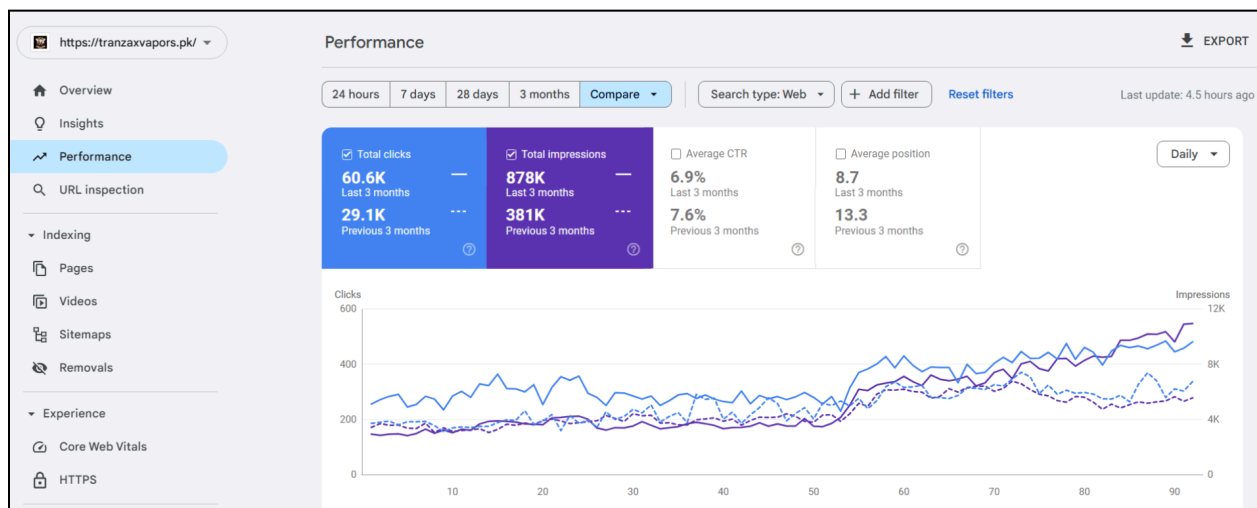 https://tranzaxvapors.pk/
Performance
EXPORT
Overview
Insights
Performance
URL inspection
Indexing
Pages
Videos
Sitemaps
Removals
Experience
Core Web Vitals
HTTPS
24 hours 7 days 28 days 3 months Compare Search type: Web + Add filter Reset filters Last update: 4.5 hours ago
Total clicks
60.6K
Last 3 months
29.1K
Previous 3 months
Total impressions
878K
Last 3 months
381K
Previous 3 months
Average CTR
6.9%
Last 3 months
7.6%
Previous 3 months
Average position
8.7
Last 3 months
13.3
Previous 3 months
Daily
Clicks Impressions
600 12K
400 8K
200 4K
0 0
10 20 30 40 50 60 70 80 90